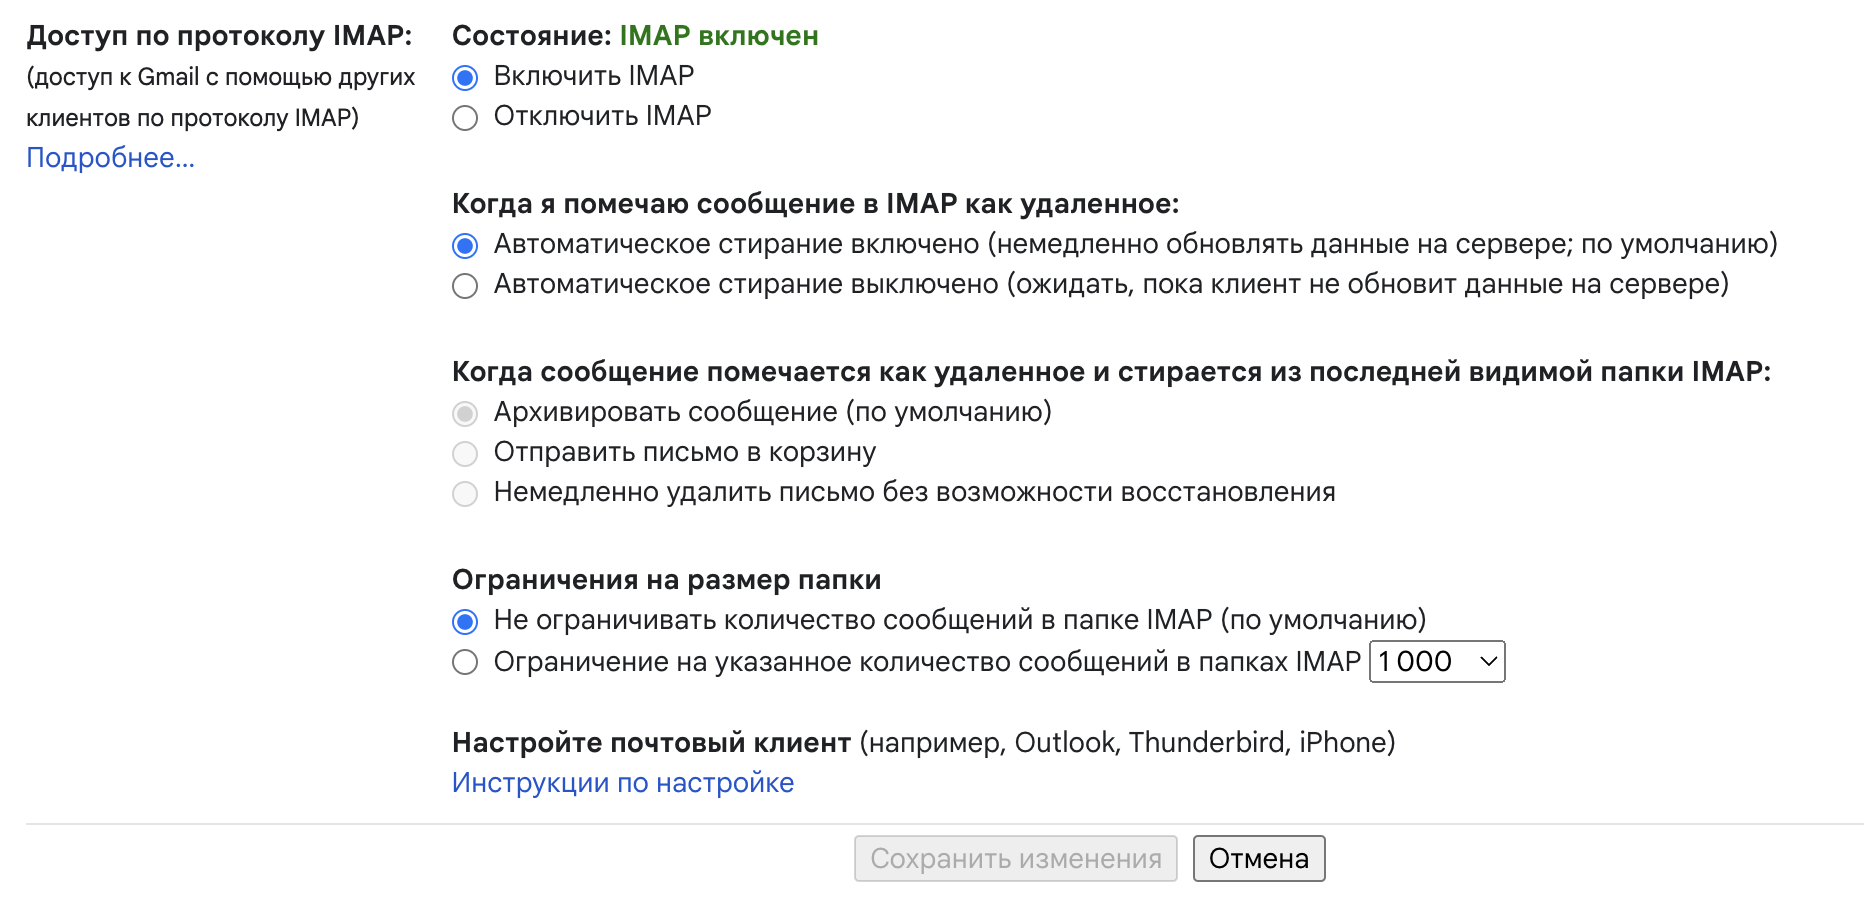 Доступ по протоколу IMAP:
(доступ к Gmail с помощью других
клиентов по протоколу IMAP)
Подробнее...
Состояние: IMAP включен
Включить IMAP
Отключить IMAP
Когда я помечаю сообщение в IMAP как удаленное:
Автоматическое стирание включено (немедленно обновлять данные на сервере; по умолчанию)
Автоматическое стирание выключено (ожидать, пока клиент не обновит данные на сервере)
Когда сообщение помечается как удаленное и стирается из последней видимой папки IMAP:
Архивировать сообщение (по умолчанию)
Отправить письмо в корзину
Немедленно удалить письмо без возможности восстановления
Ограничения на размер папки
Не ограничивать количество сообщений в папке IMAP (по умолчанию)
Ограничение на указанное количество сообщений в папках IMAP 1 000
Настройте почтовый клиент (например, Outlook, Thunderbird, iPhone)
Инструкции по настройке
Сохранить изменения Отмена